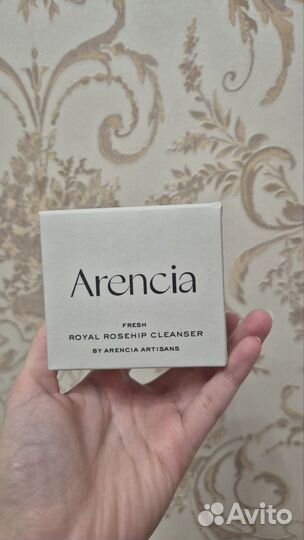 Arencia
FRESH
ROYAL ROSEHIP CLEANSER
BY ARENCIA ARTISANS
Avito